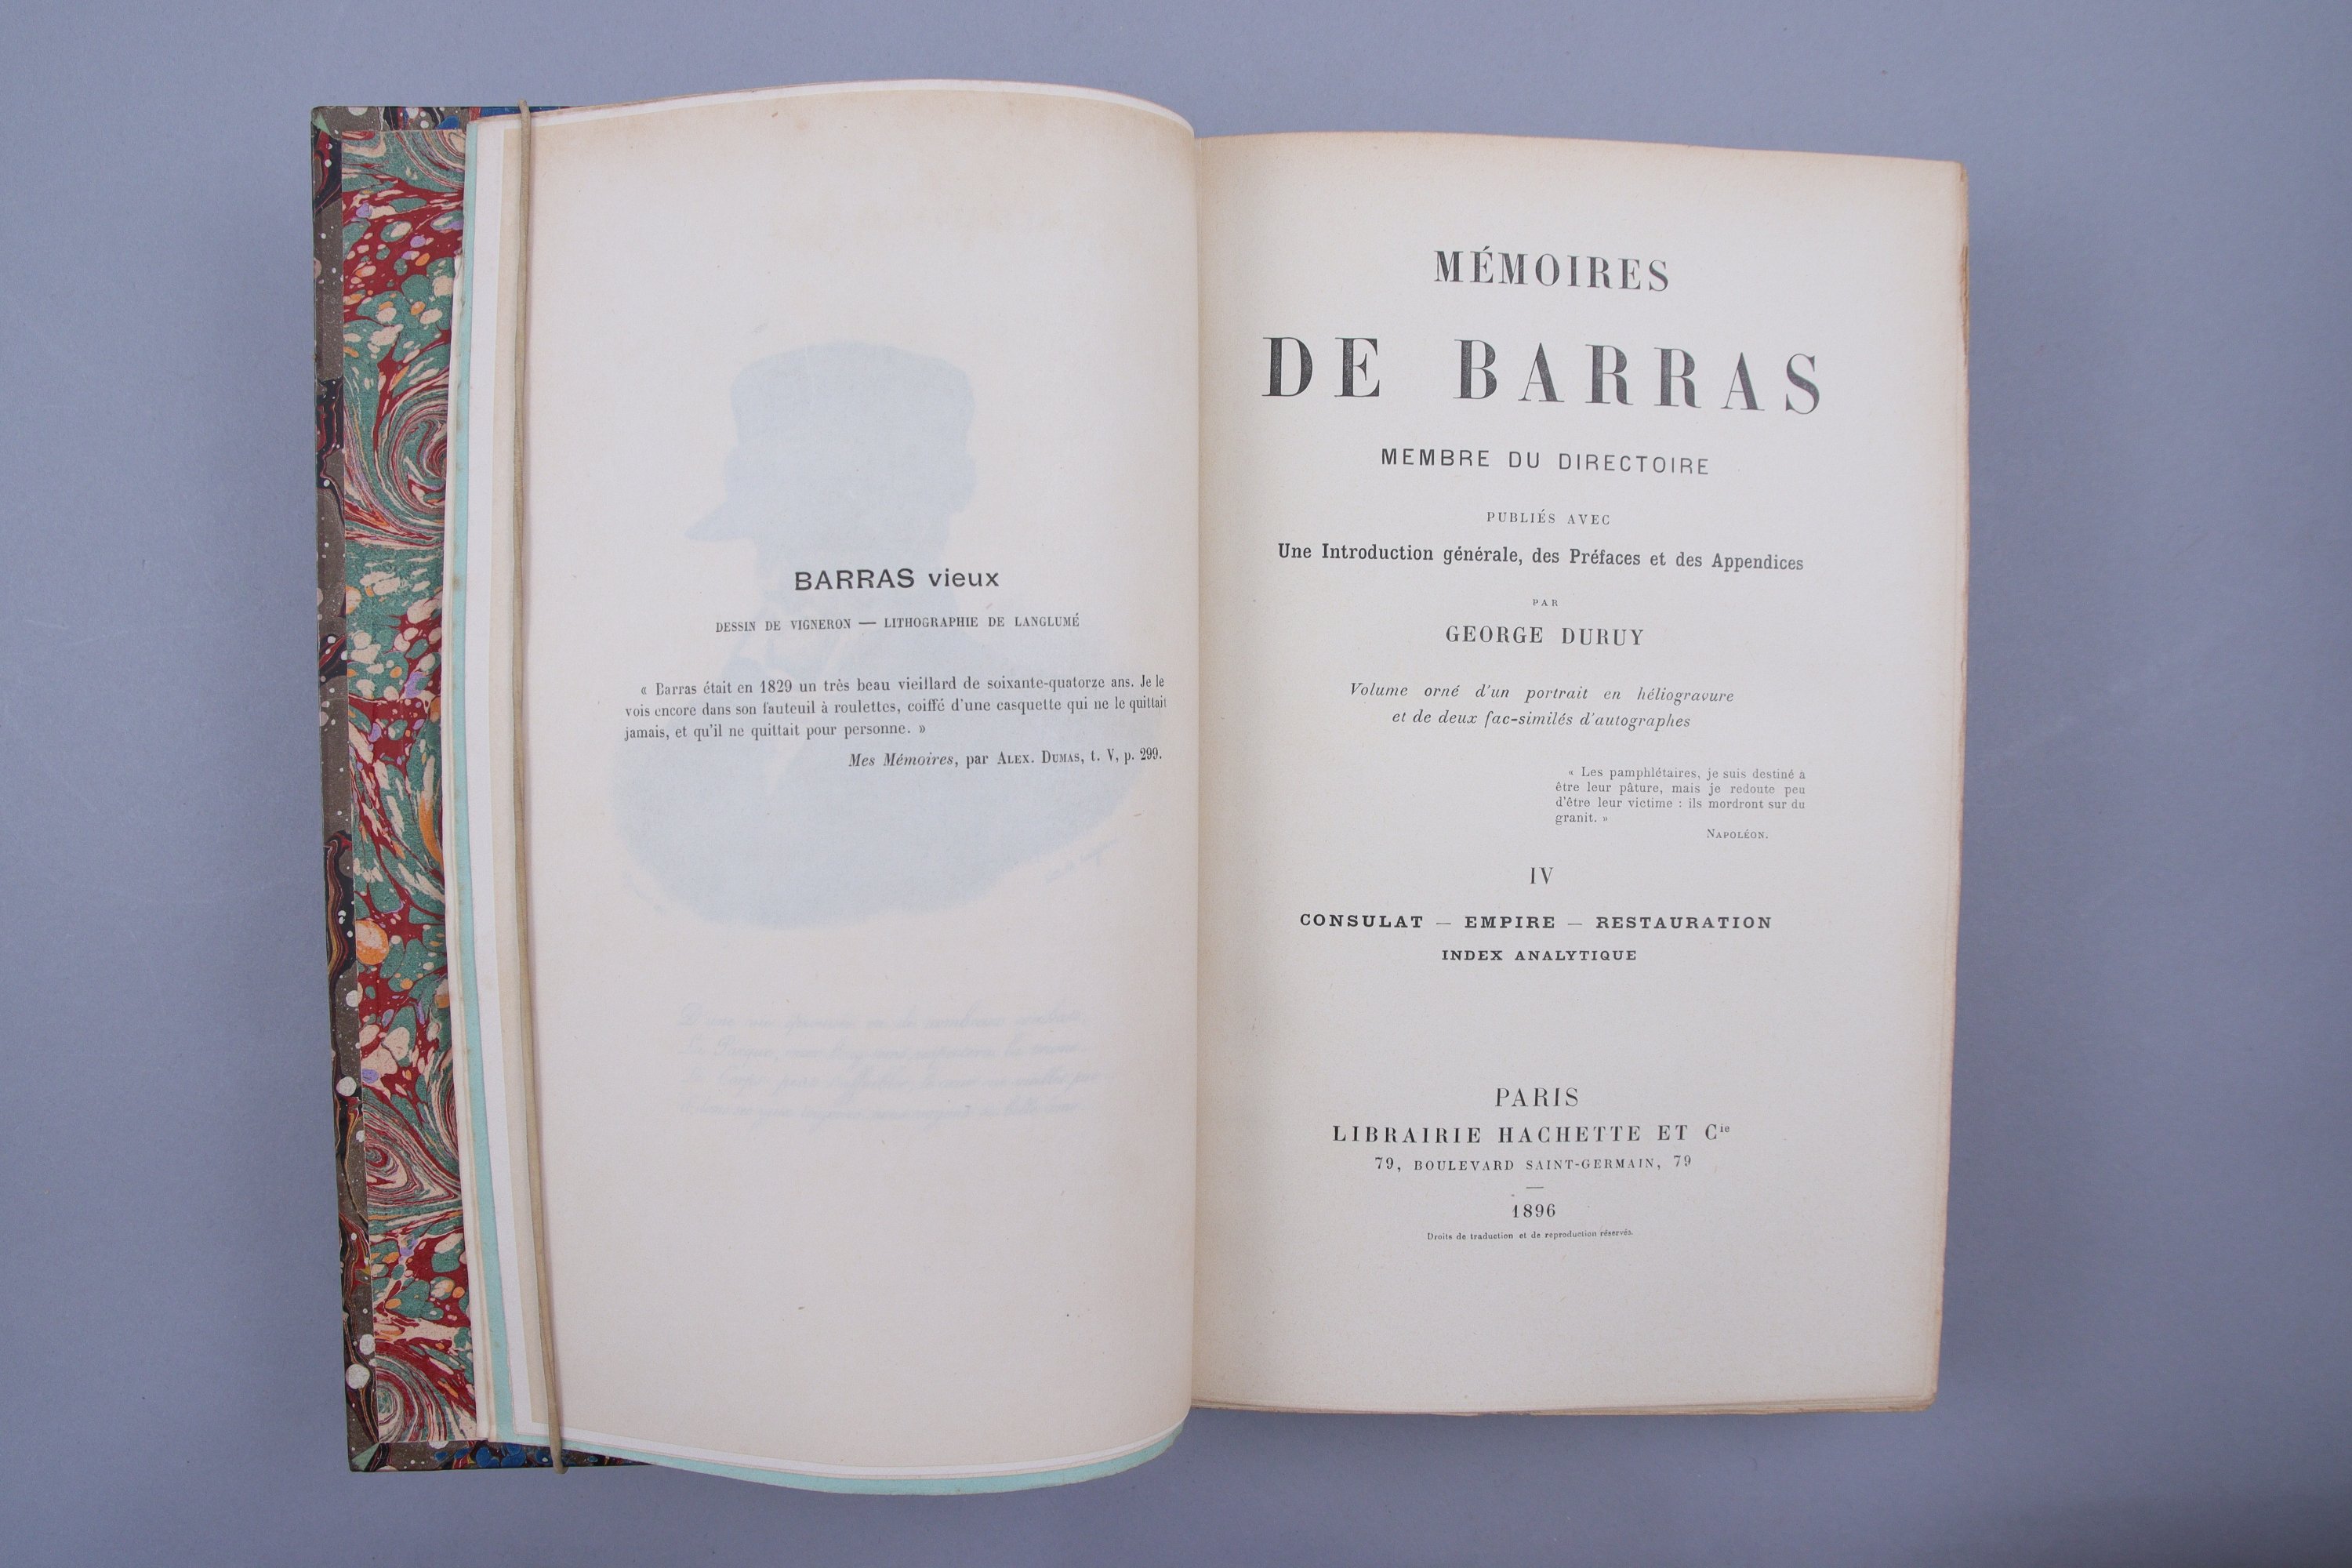 BARRAS vieux
DESSIN DE VIGNERON — LITHOGRAPHIE DE LANGLUMÉ
« Barras était en 1829 un très beau vieillard de soixante-quatorze ans. Je le
vois encore dans son fauteuil à roulettes, coiffé d'une casquette qui ne le quittait
jamais, et qu'il ne quittait pour personne. »
Mes Mémoires, par ALEX. DUMAS, t. V, p. 299.
MÉMOIRES
DE BARRAS
MEMBRE DU DIRECTOIRE
PUBLIÉS AVEC
Une Introduction générale, des Préfaces et des Appendices
PAR
GEORGE DURUY
Volume orné d'un portrait en héliogravure
et de deux fac-similés d'autographes
« Les pamphlétaires, je suis destiné à
être leur pâture, mais je redoute peu
d'être leur victime : ils mordront sur du
granit. »
NAPOLÉON.
IV
CONSULAT — EMPIRE — RESTAURATION
INDEX ANALYTIQUE
PARIS
LIBRAIRIE HACHETTE ET Cie
79, BOULEVARD SAINT-GERMAIN, 79
1896
Droits de traduction et de reproduction réservés.